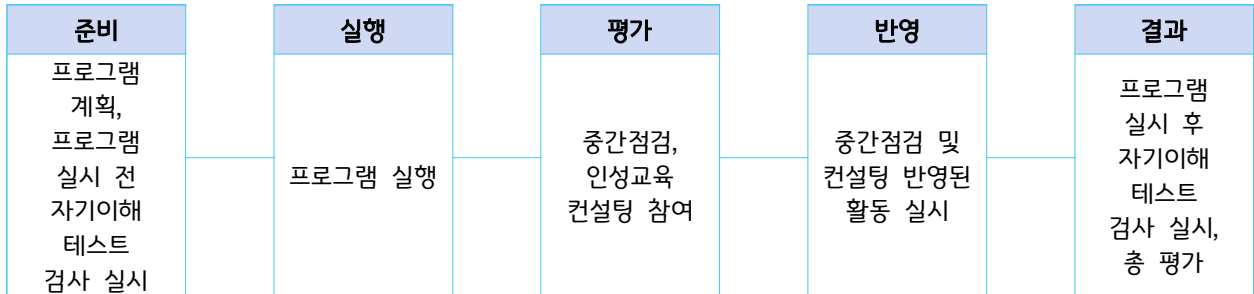 준비
프로그램
계획,
프로그램
실시 전
자기이해
테스트
검사 실시
실행
프로그램 실행
평가
중간점검,
인성교육
컨설팅 참여
반영
중간점검 및
컨설팅 반영된
활동 실시
결과
프로그램
실시 후
자기이해
테스트
검사 실시,
총 평가